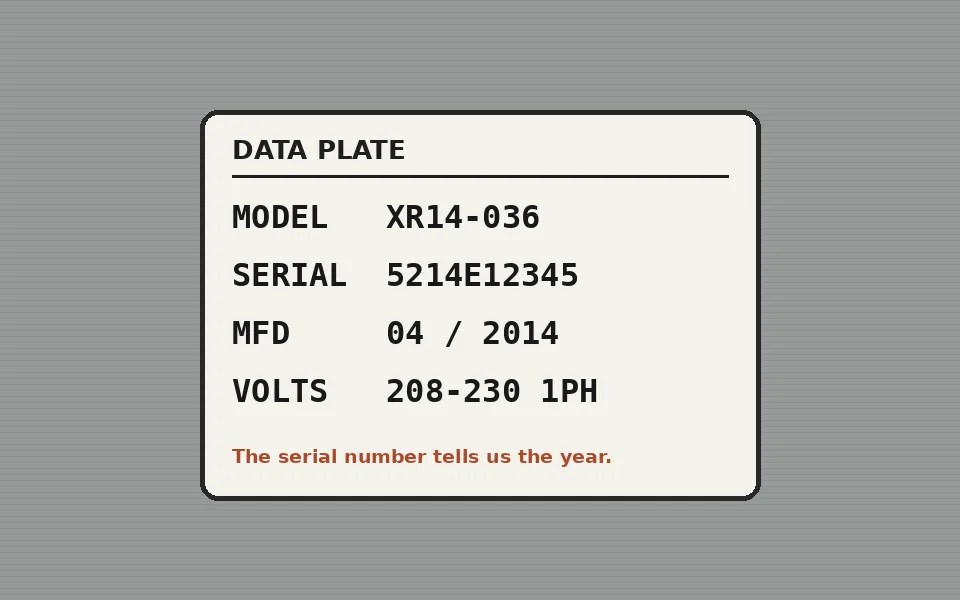 DATA PLATE
MODEL XR14-036
SERIAL 5214E12345
MFD 04 / 2014
VOLTS 208-230 1PH
The serial number tells us the year.